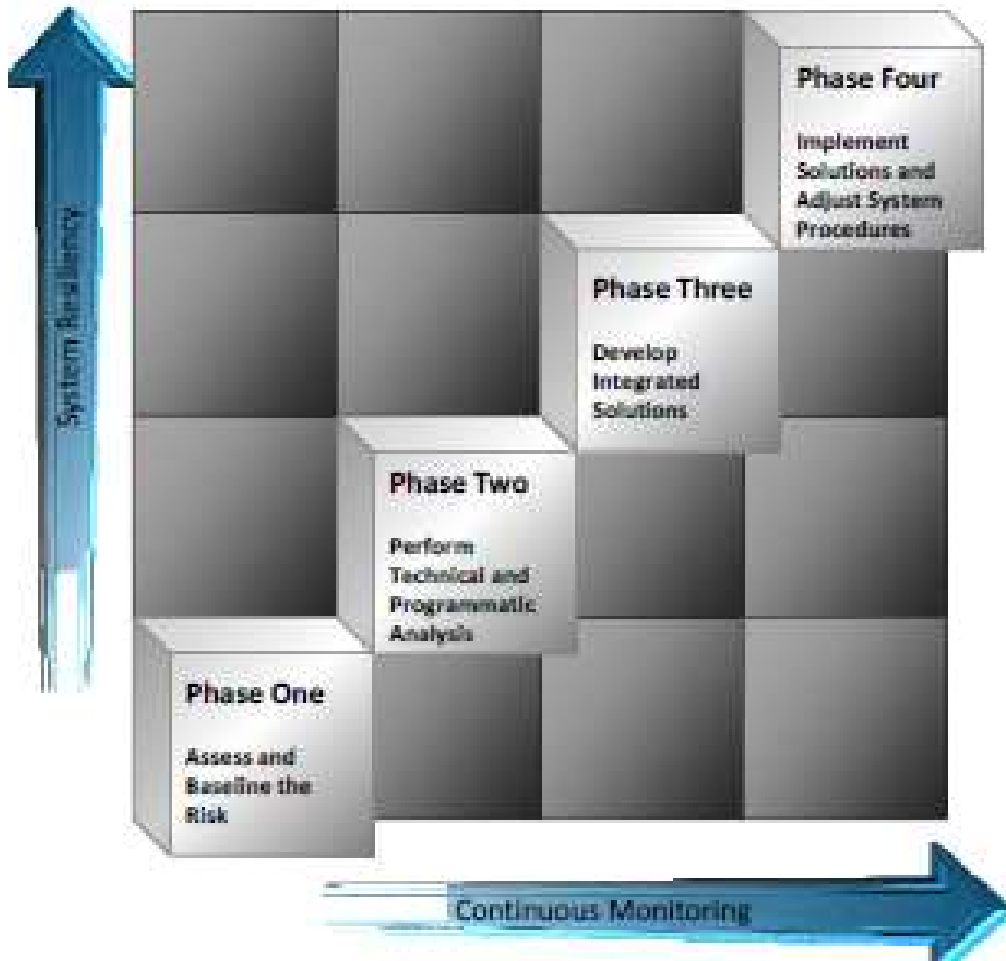 Phase Four
Implement
Solutions and
Adjust System
Procedures
System Resiliency
Phase Three
Develop
Integrated
Solutions
Phase Two
Perform
Technical and
Programmatic
Analysis
Phase One
Assess and
Baseline the
Risk
Continuous Monitoring